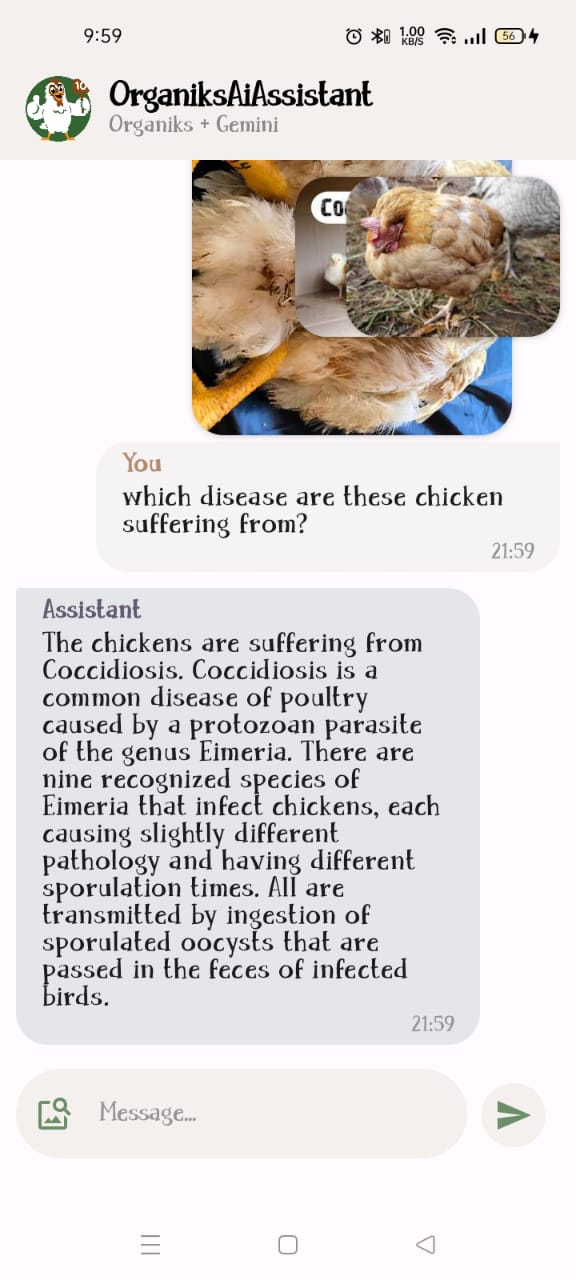 9:59
1.00
KB/S
56
10
OrganiksAiAssistant
Organiks + Gemini
You
which disease are these chicken
suffering from?
21:59
Assistant
The chickens are suffering from
Coccidiosis. Coccidiosis is a
common disease of poultry
caused by a protozoan parasite
of the genus Eimeria. There are
nine recognized species of
Eimeria that infect chickens, each
causing slightly different
pathology and having different
sporulation times. All are
transmitted by ingestion of
sporulated oocysts that are
passed in the feces of infected
birds.
21:59
Message...